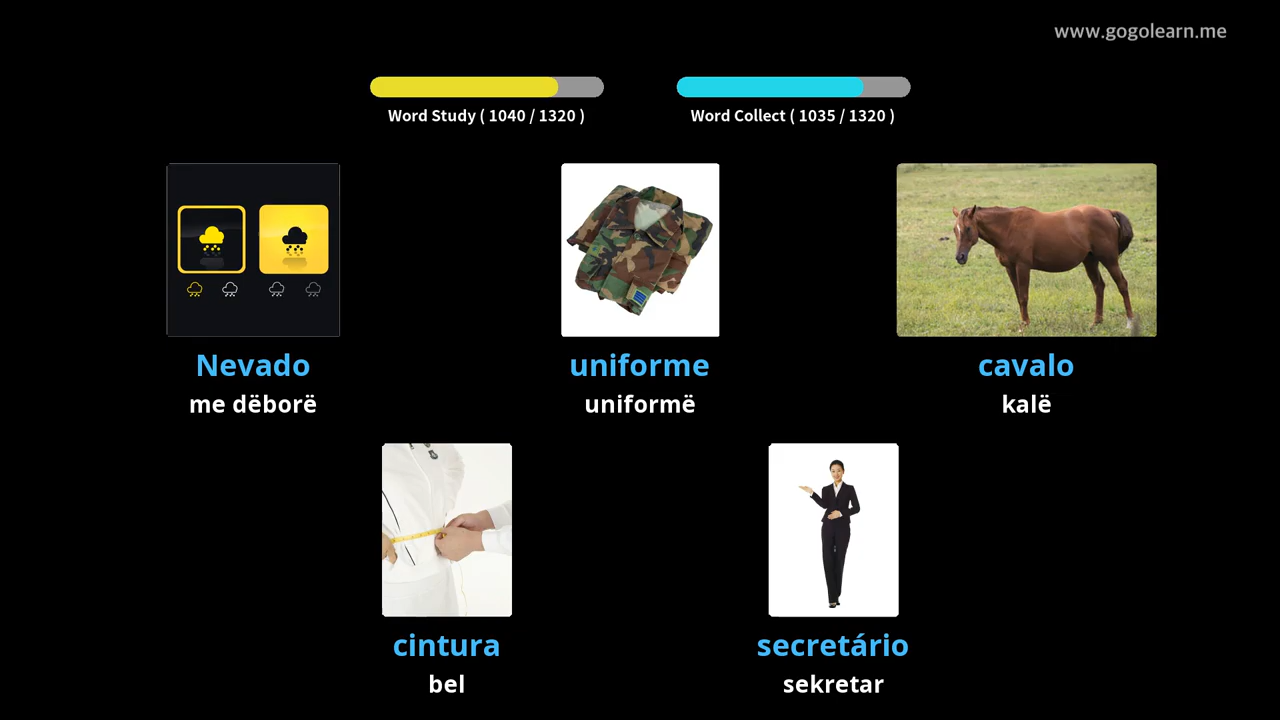 www.gogolearn.me
Word Study ( 1040 / 1320 )
Word Collect ( 1035 / 1320 )
Nevado
me dëborë
uniforme
uniformë
cavalo
kalë
cintura
bel
secretário
sekretar